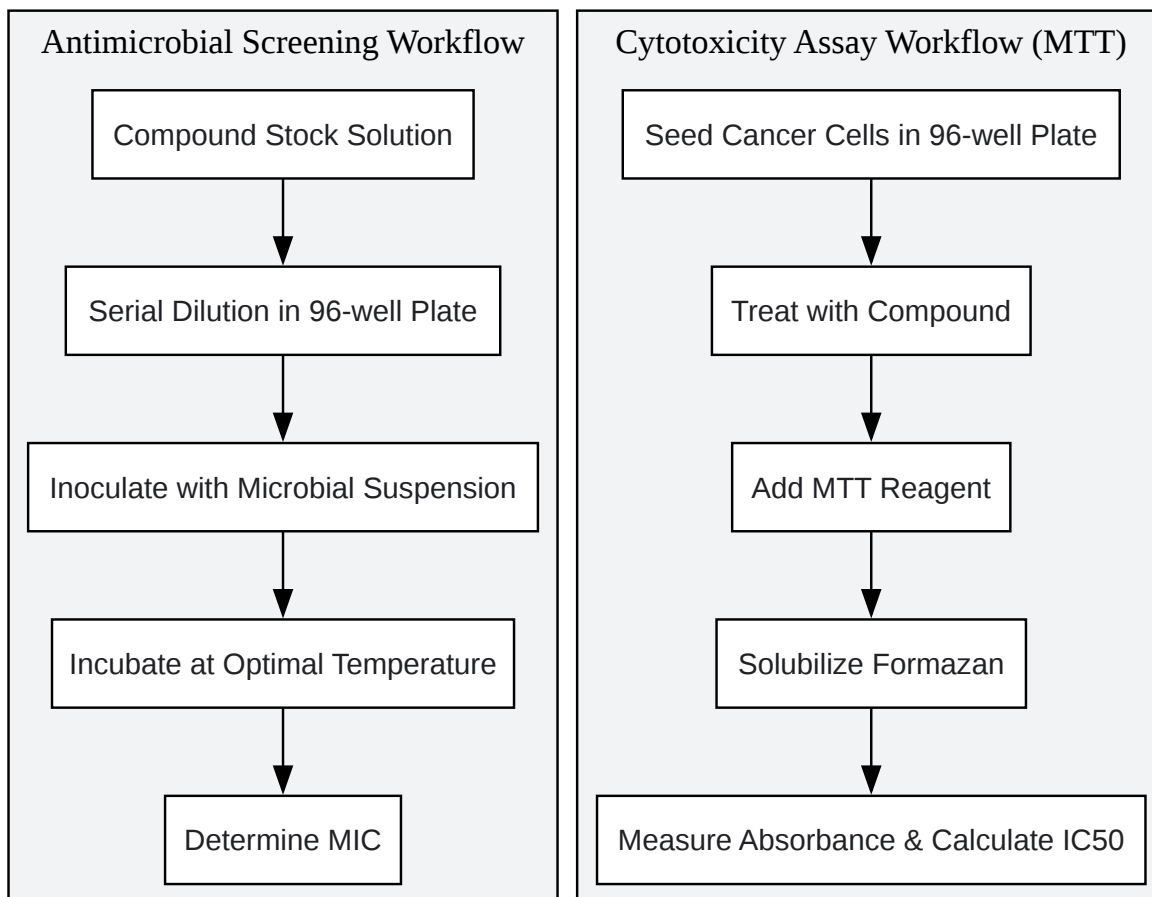 Antimicrobial Screening Workflow
Compound Stock Solution
Serial Dilution in 96-well Plate
Inoculate with Microbial Suspension
Incubate at Optimal Temperature
Determine MIC
Cytotoxicity Assay Workflow (MTT)
Seed Cancer Cells in 96-well Plate
Treat with Compound
Add MTT Reagent
Solubilize Formazan
Measure Absorbance & Calculate IC50